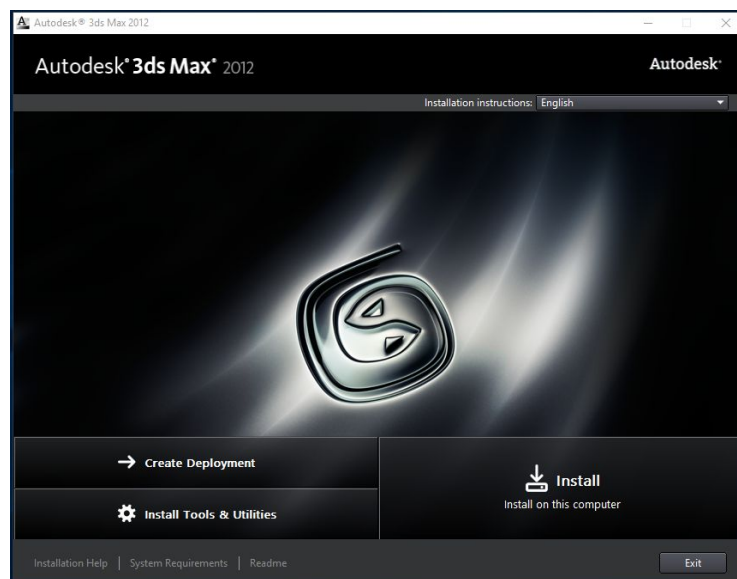 Autodesk® 3ds Max 2012
Autodesk® 3ds Max® 2012
Autodesk®
Installation instructions: English
Create Deployment
Install Tools & Utilities
Install
Install on this computer
Installation Help | System Requirements | Readme
Exit